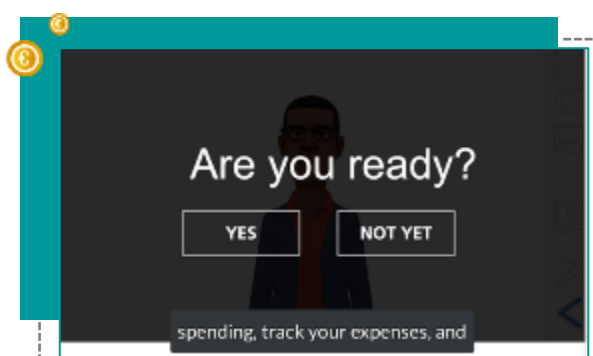 Are you ready?
YES
NOT YET
spending, track your expenses, and